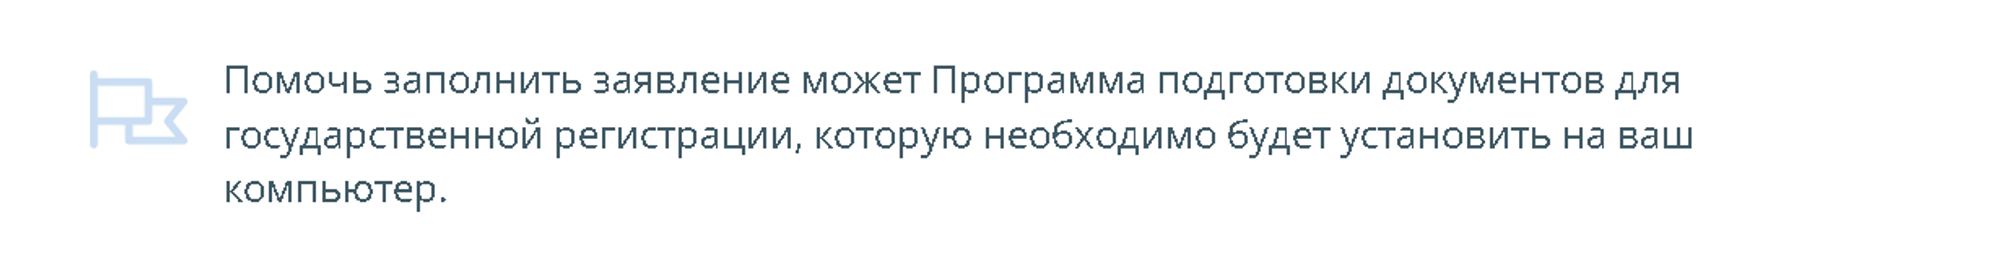 Помочь заполнить заявление может Программа подготовки документов для
государственной регистрации, которую необходимо будет установить на ваш
компьютер.